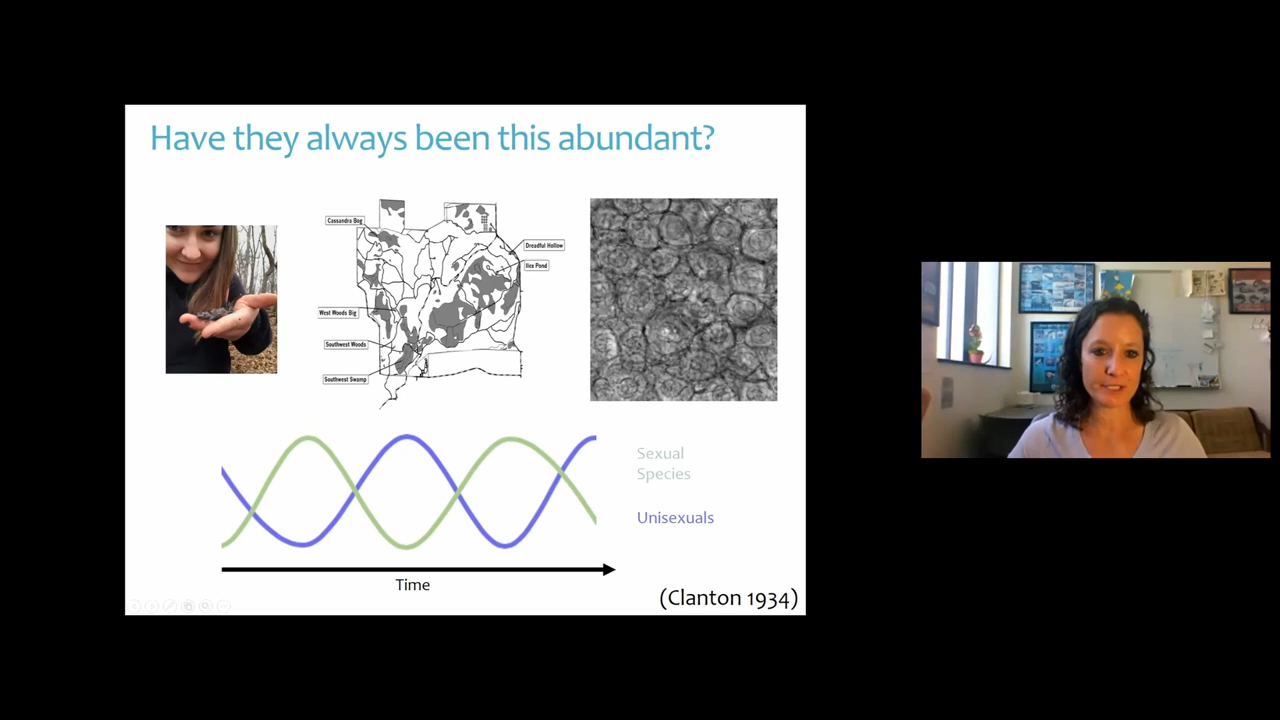 Have they always been this abundant?
Cassandra Bog
Dreadful Hollow
Ilex Pond
West Woods Big
Southwest Woods
Southwest Swamp
Sexual
Species
Unisexuals
Time
(Clanton 1934)